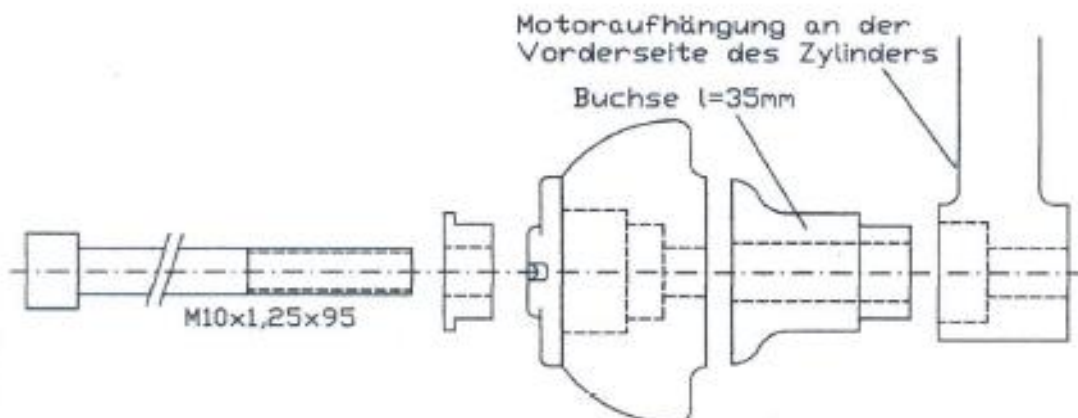 Motoraufhängung an der
Vorderseite des Zylinders
Buchse l=35mm
M10x1,25x95